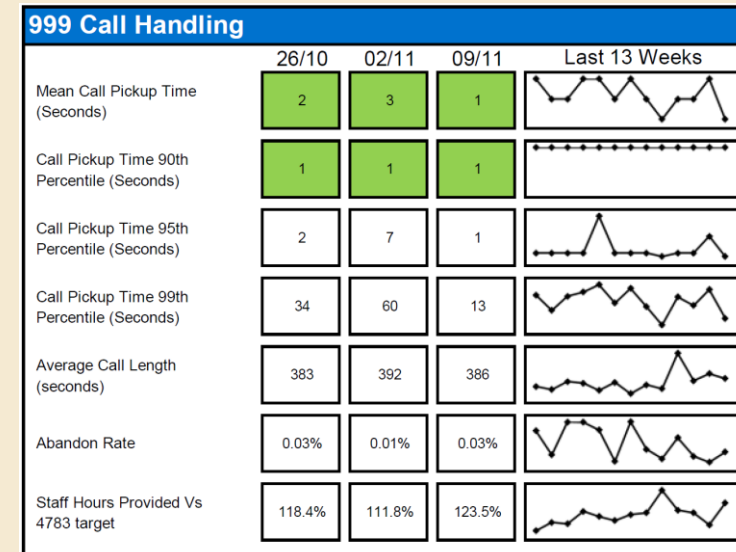 999 Call Handling
26/10 02/11 09/11 Last 13 Weeks
Mean Call Pickup Time
(Seconds)
2 3 1
Call Pickup Time 90th
Percentile (Seconds)
1 1 1
Call Pickup Time 95th
Percentile (Seconds)
2 7 1
Call Pickup Time 99th
Percentile (Seconds)
34 60 13
Average Call Length
(seconds)
383 392 386
Abandon Rate
0.03% 0.01% 0.03%
Staff Hours Provided Vs
4783 target
118.4% 111.8% 123.5%